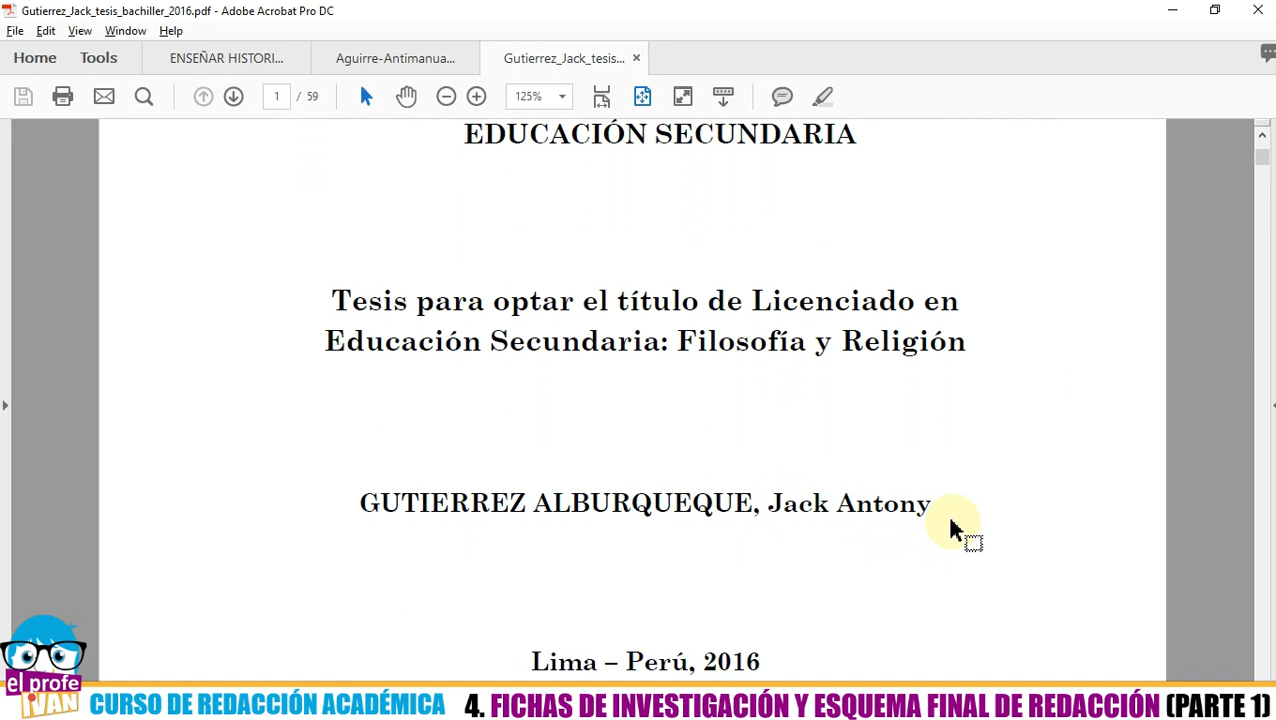 Gutierrez_Jack_tesis_bachiller_2016.pdf - Adobe Acrobat Pro DC
File Edit View Window Help
Home Tools ENSEÑAR HISTORI... Aguirre-Antimanua... Gutierrez_Jack_tesis... ×
1 / 59 125%
EDUCACIÓN SECUNDARIA
Tesis para optar el título de Licenciado en
Educación Secundaria: Filosofía y Religión
GUTIERREZ ALBURQUEQUE, Jack Antony
Lima – Perú, 2016
el profe
iVAN
CURSO DE REDACCIÓN ACADÉMICA 4. FICHAS DE INVESTIGACIÓN Y ESQUEMA FINAL DE REDACCIÓN (PARTE 1)